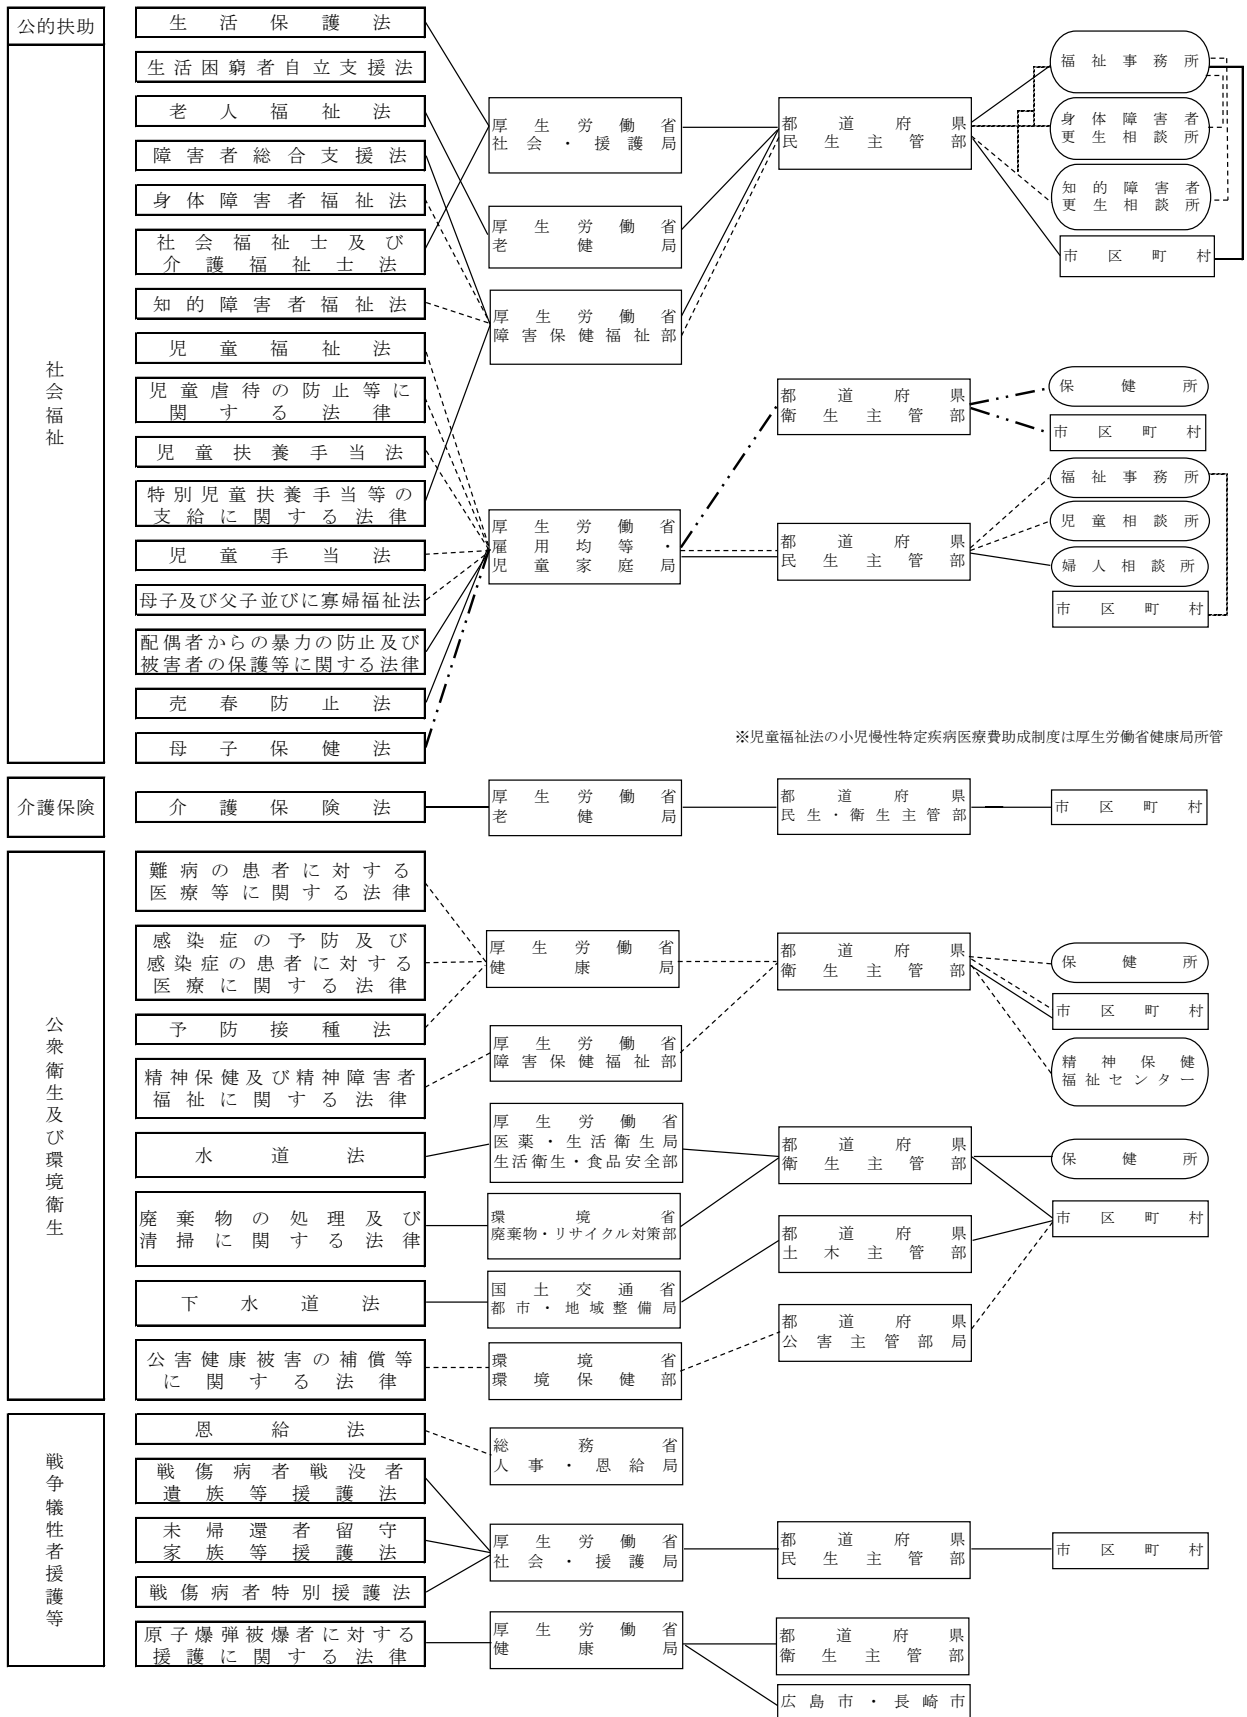 公的扶助
生活保護法
社会福祉
生活困窮者自立支援法
老人福祉法
障害者総合支援法
身体障害者福祉法
社会福祉士及び
介護福祉士法
知的障害者福祉法
児童福祉法
児童虐待の防止等に
関する法律
児童扶養手当法
特別児童扶養手当等の
支給に関する法律
児童手当法
母子及び父子並びに寡婦福祉法
配偶者からの暴力の防止及び
被害者の保護等に関する法律
売春防止法
母子保健法
厚生労働省
社会・援護局
厚生労働省
老健局
厚生労働省
障害保健福祉部
厚生労働省
雇用均等・
児童家庭局
都道府県
民生主管部
都道府県
衛生主管部
都道府県
民生主管部
福祉事務所
身体障害者
更生相談所
知的障害者
更生相談所
市区町村
保健所
市区町村
福祉事務所
児童相談所
婦人相談所
市区町村
※児童福祉法の小児慢性特定疾病医療費助成制度は厚生労働省健康局所管
介護保険
介護保険法
厚生労働省
老健局
都道府県
民生・衛生主管部
市区町村
公衆衛生及び環境衛生
難病の患者に対する
医療等に関する法律
感染症の予防及び
感染症の患者に対する
医療に関する法律
予防接種法
精神保健及び精神障害者
福祉に関する法律
水道法
廃棄物の処理及び
清掃に関する法律
下水道法
公害健康被害の補償等
に関する法律
厚生労働省
健康局
厚生労働省
障害保健福祉部
厚生労働省
医薬・生活衛生局
生活衛生・食品安全部
環境省
廃棄物・リサイクル対策部
国土交通省
都市・地域整備局
環境省
環境保健部
都道府県
衛生主管部
都道府県
衛生主管部
都道府県
土木主管部
都道府県
公害主管部局
保健所
市区町村
精神保健
福祉センター
保健所
市区町村
戦争犠牲者援護等
恩給法
戦傷病者戦没者
遺族等援護法
未帰還者留守
家族等援護法
戦傷病者特別援護法
原子爆弾被爆者に対する
援護に関する法律
総務省
人事・恩給局
厚生労働省
社会・援護局
厚生労働省
健康局
都道府県
民生主管部
都道府県
衛生主管部
広島市・長崎市
市区町村